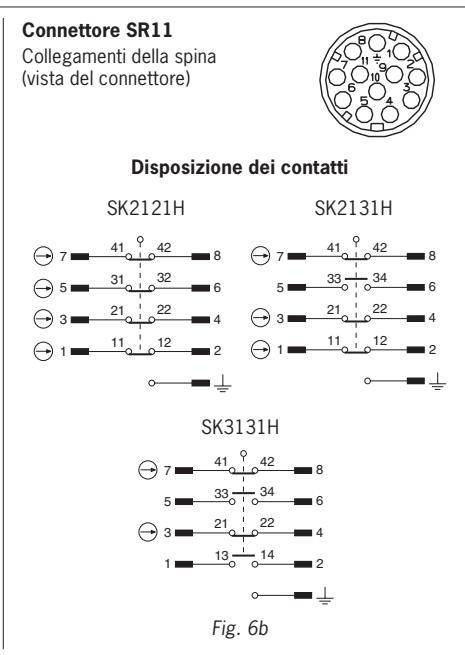 Connettore SR11
Collegamenti della spina
(vista del connettore)
8 1 2
7 11 9 3
6 10
5 4
Disposizione dei contatti
SK2121H
7 41 42 8
5 31 32 6
3 21 22 4
1 11 12 2
SK2131H
7 41 42 8
5 33 34 6
3 21 22 4
1 11 12 2
SK3131H
7 41 42 8
5 33 34 6
3 21 22 4
1 13 14 2
Fig. 6b